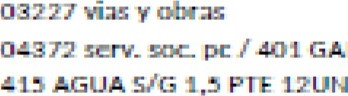 03227 vias y obras
04372 serv. soc. pc / 401 GA
415 AGUA S/G 1,5 PTE 12UN